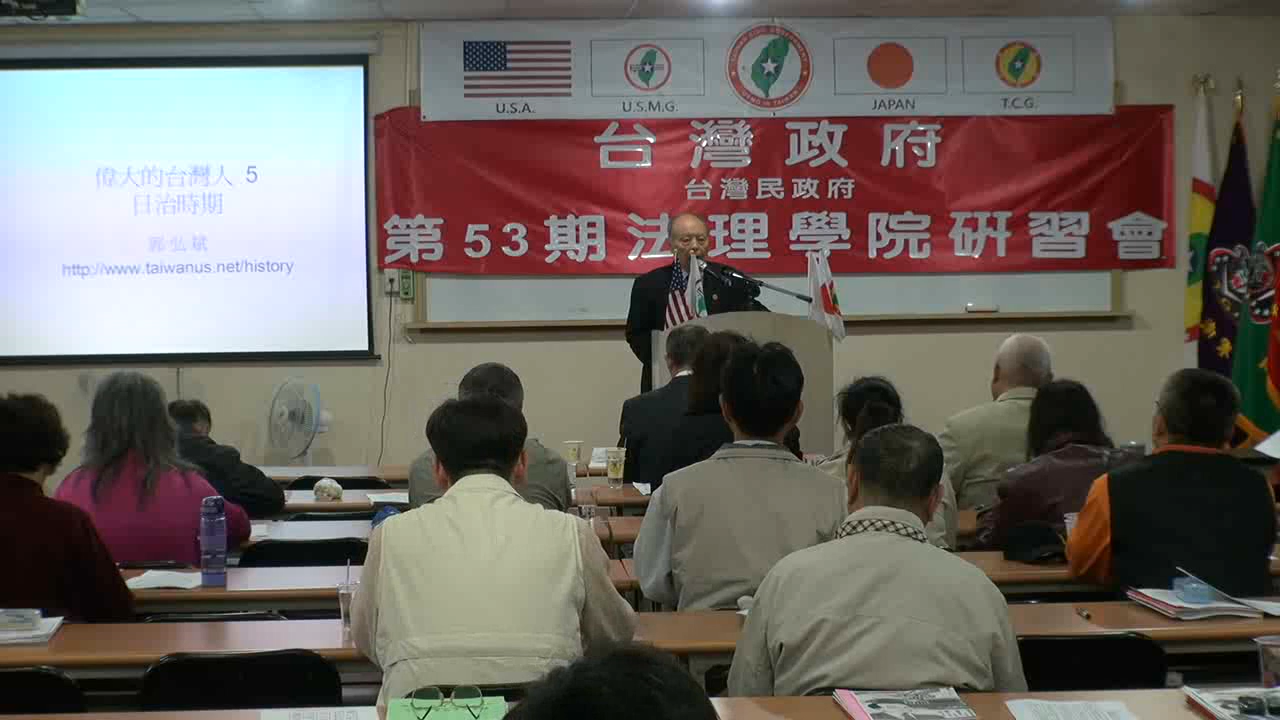 U.S.A.
U.S.M.G.
JAPAN
T.C.G.
台灣政府
台灣民政府
第53期法理學院研習會
偉大的台灣人 5
日治時期
郭弘斌
http://www.taiwanus.net/history